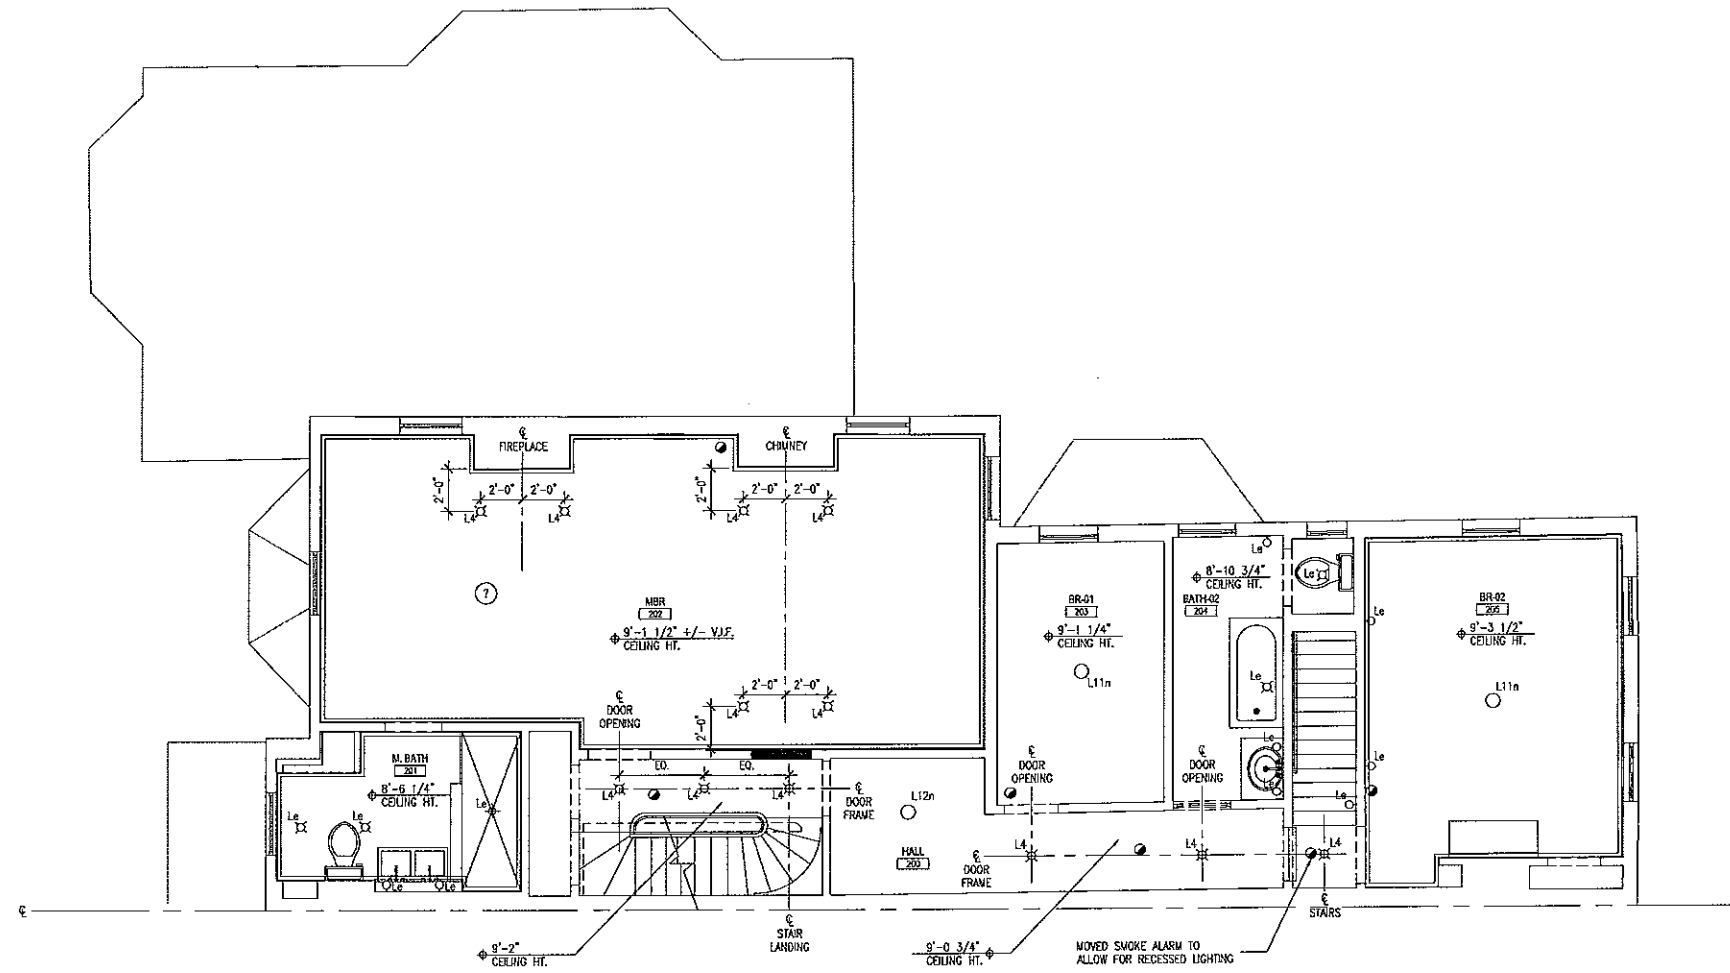 ℄
FIREPLACE
℄
CHIMNEY
2'-0"
2'-0"
2'-0"
L4
L4
2'-0"
2'-0"
2'-0"
L4
L4
?
MBR
202
9'-1 1/2" +/- V.I.F.
CEILING HT.
2'-0"
2'-0"
2'-0"
L4
L4
℄
DOOR
OPENING
BR-01
203
9'-1 1/4"
CEILING HT.
L11n
℄
DOOR
OPENING
Le
8'-10 3/4"
CEILING HT.
BATH-02
204
Le
Le
Le
℄
DOOR
OPENING
Le
Le
Le
BR-02
205
9'-3 1/2"
CEILING HT.
L11n
M. BATH
201
8'-6 1/4"
CEILING HT.
Le
Le
Le
Le
Le
EQ.
EQ.
L4
L4
L4
℄
DOOR
FRAME
L12n
HALL
200
℄
DOOR
FRAME
L4
L4
L4
℄
℄
STAIR
LANDING
℄
STAIRS
9'-2"
CEILING HT.
9'-0 3/4"
CEILING HT.
MOVED SMOKE ALARM TO
ALLOW FOR RECESSED LIGHTING